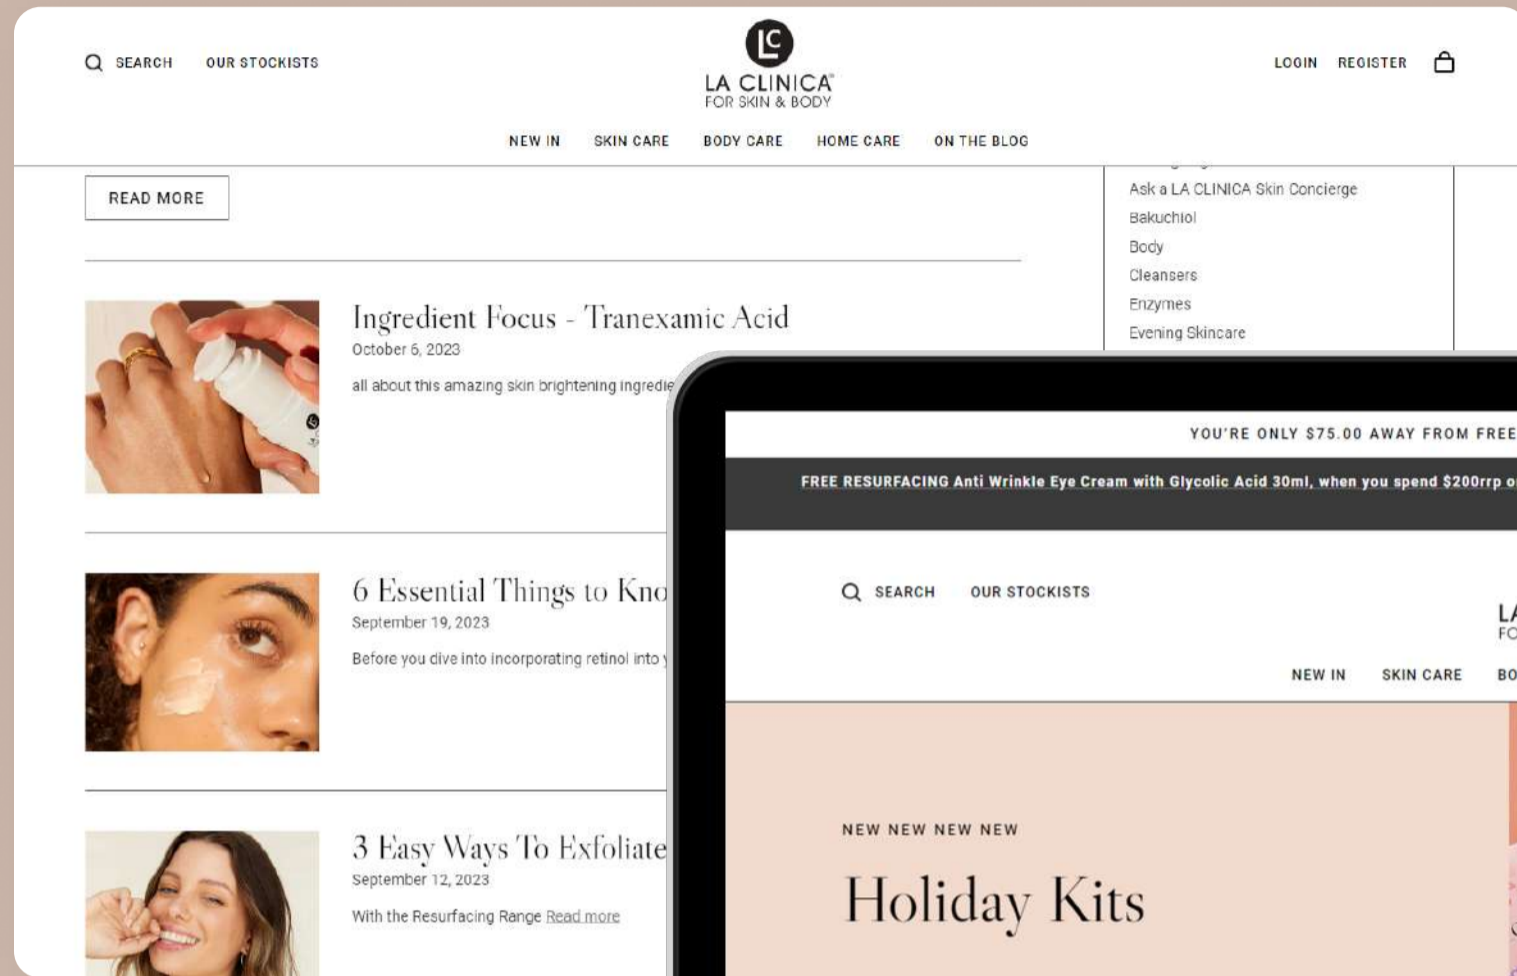 SEARCH
OUR STOCKISTS
LC
LA CLINICA®
FOR SKIN & BODY
LOGIN
REGISTER
NEW IN
SKIN CARE
BODY CARE
HOME CARE
ON THE BLOG
READ MORE
Ask a LA CLINICA Skin Concierge
Bakuchiol
Body
Cleansers
Enzymes
Evening Skincare
Ingredient Focus - Tranexamic Acid
October 6, 2023
all about this amazing skin brightening
6 Essential Things to
September 19, 2023
Before you dive into incorporating retinol into
3 Easy Ways To Exfoliate
September 12, 2023
With the Resurfacing Range Read more
YOU'RE ONLY $75.00 AWAY FROM FREE
FREE RESURFACING Anti Wrinkle Eye Cream with Glycolic Acid 30ml, when you spend $200rrp
SEARCH
OUR STOCKISTS
LA
FO
NEW IN
SKIN CARE
BO
NEW NEW NEW NEW
Holiday Kits